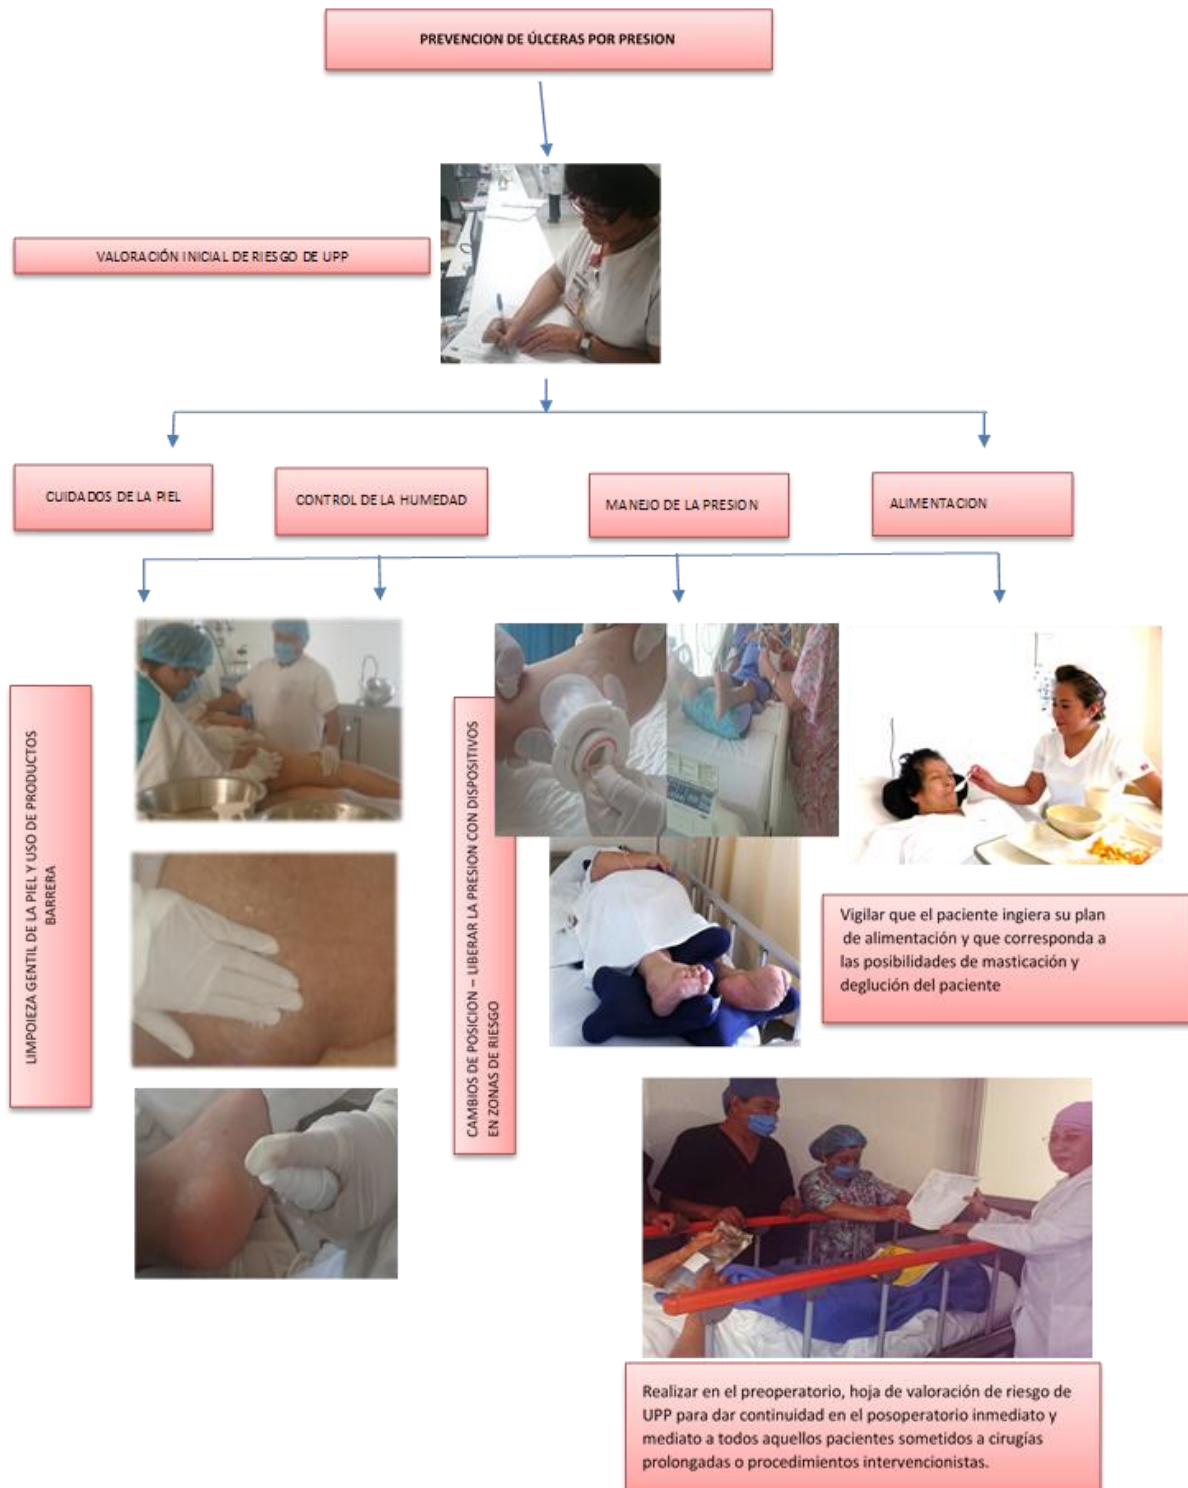 PREVENCION DE ÚLCERAS POR PRESION
VALORACIÓN INICIAL DE RIESGO DE UPP
CUIDADOS DE LA PIEL
CONTROL DE LA HUMEDAD
MANEJO DE LA PRESION
ALIMENTACION
LIMPOIEZA GENTIL DE LA PIEL Y USO DE PRODUCTOS
BARRERA
CAMBIOS DE POSICION – LIBERAR LA PRESION CON DISPOSITIVOS
EN ZONAS DE RIESGO
Vigilar que el paciente ingiera su plan
de alimentación y que corresponda a
las posibilidades de masticación y
deglución del paciente
Realizar en el preoperatorio, hoja de valoración de riesgo de
UPP para dar continuidad en el posoperatorio inmediato y
mediato a todos aquellos pacientes sometidos a cirugías
prolongadas o procedimientos intervencionistas.